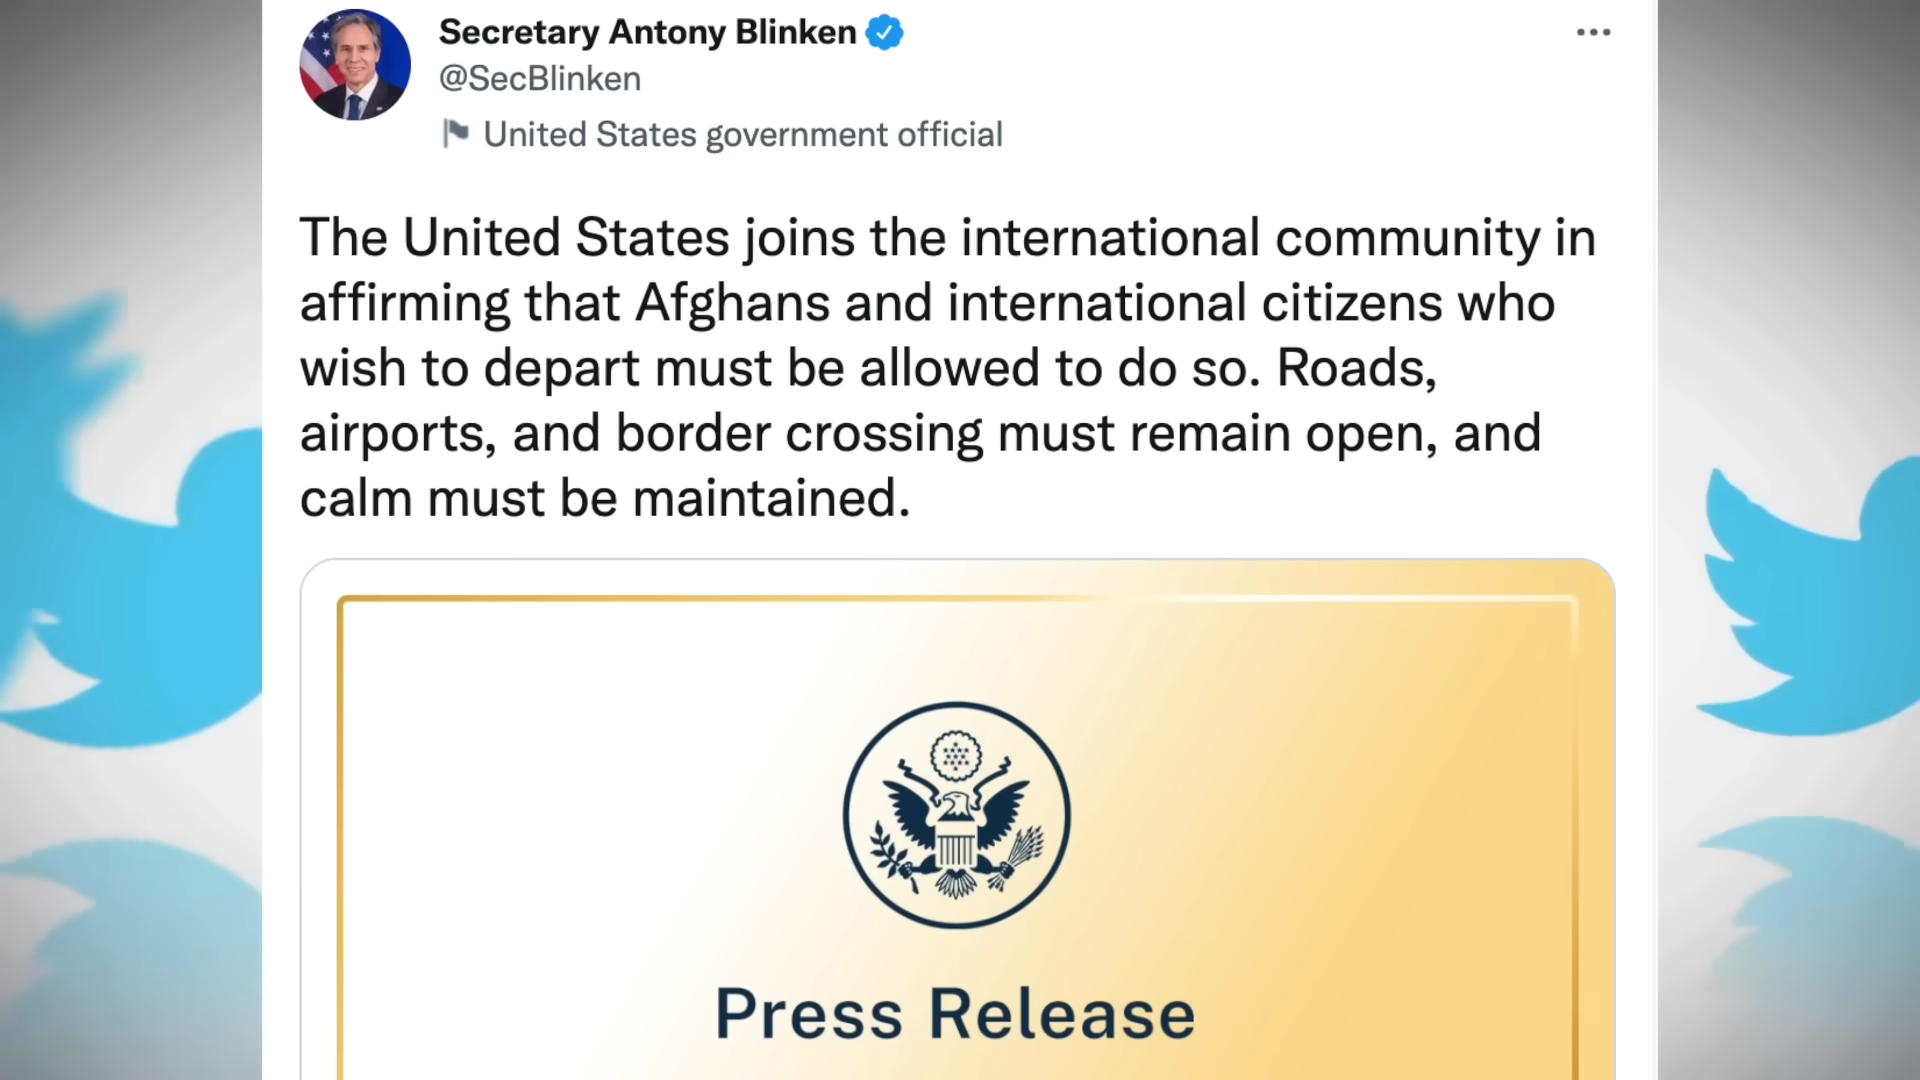 Secretary Antony Blinken
@SecBlinken
United States government official
The United States joins the international community in
affirming that Afghans and international citizens who
wish to depart must be allowed to do so. Roads,
airports, and border crossing must remain open, and
calm must be maintained.
Press Release